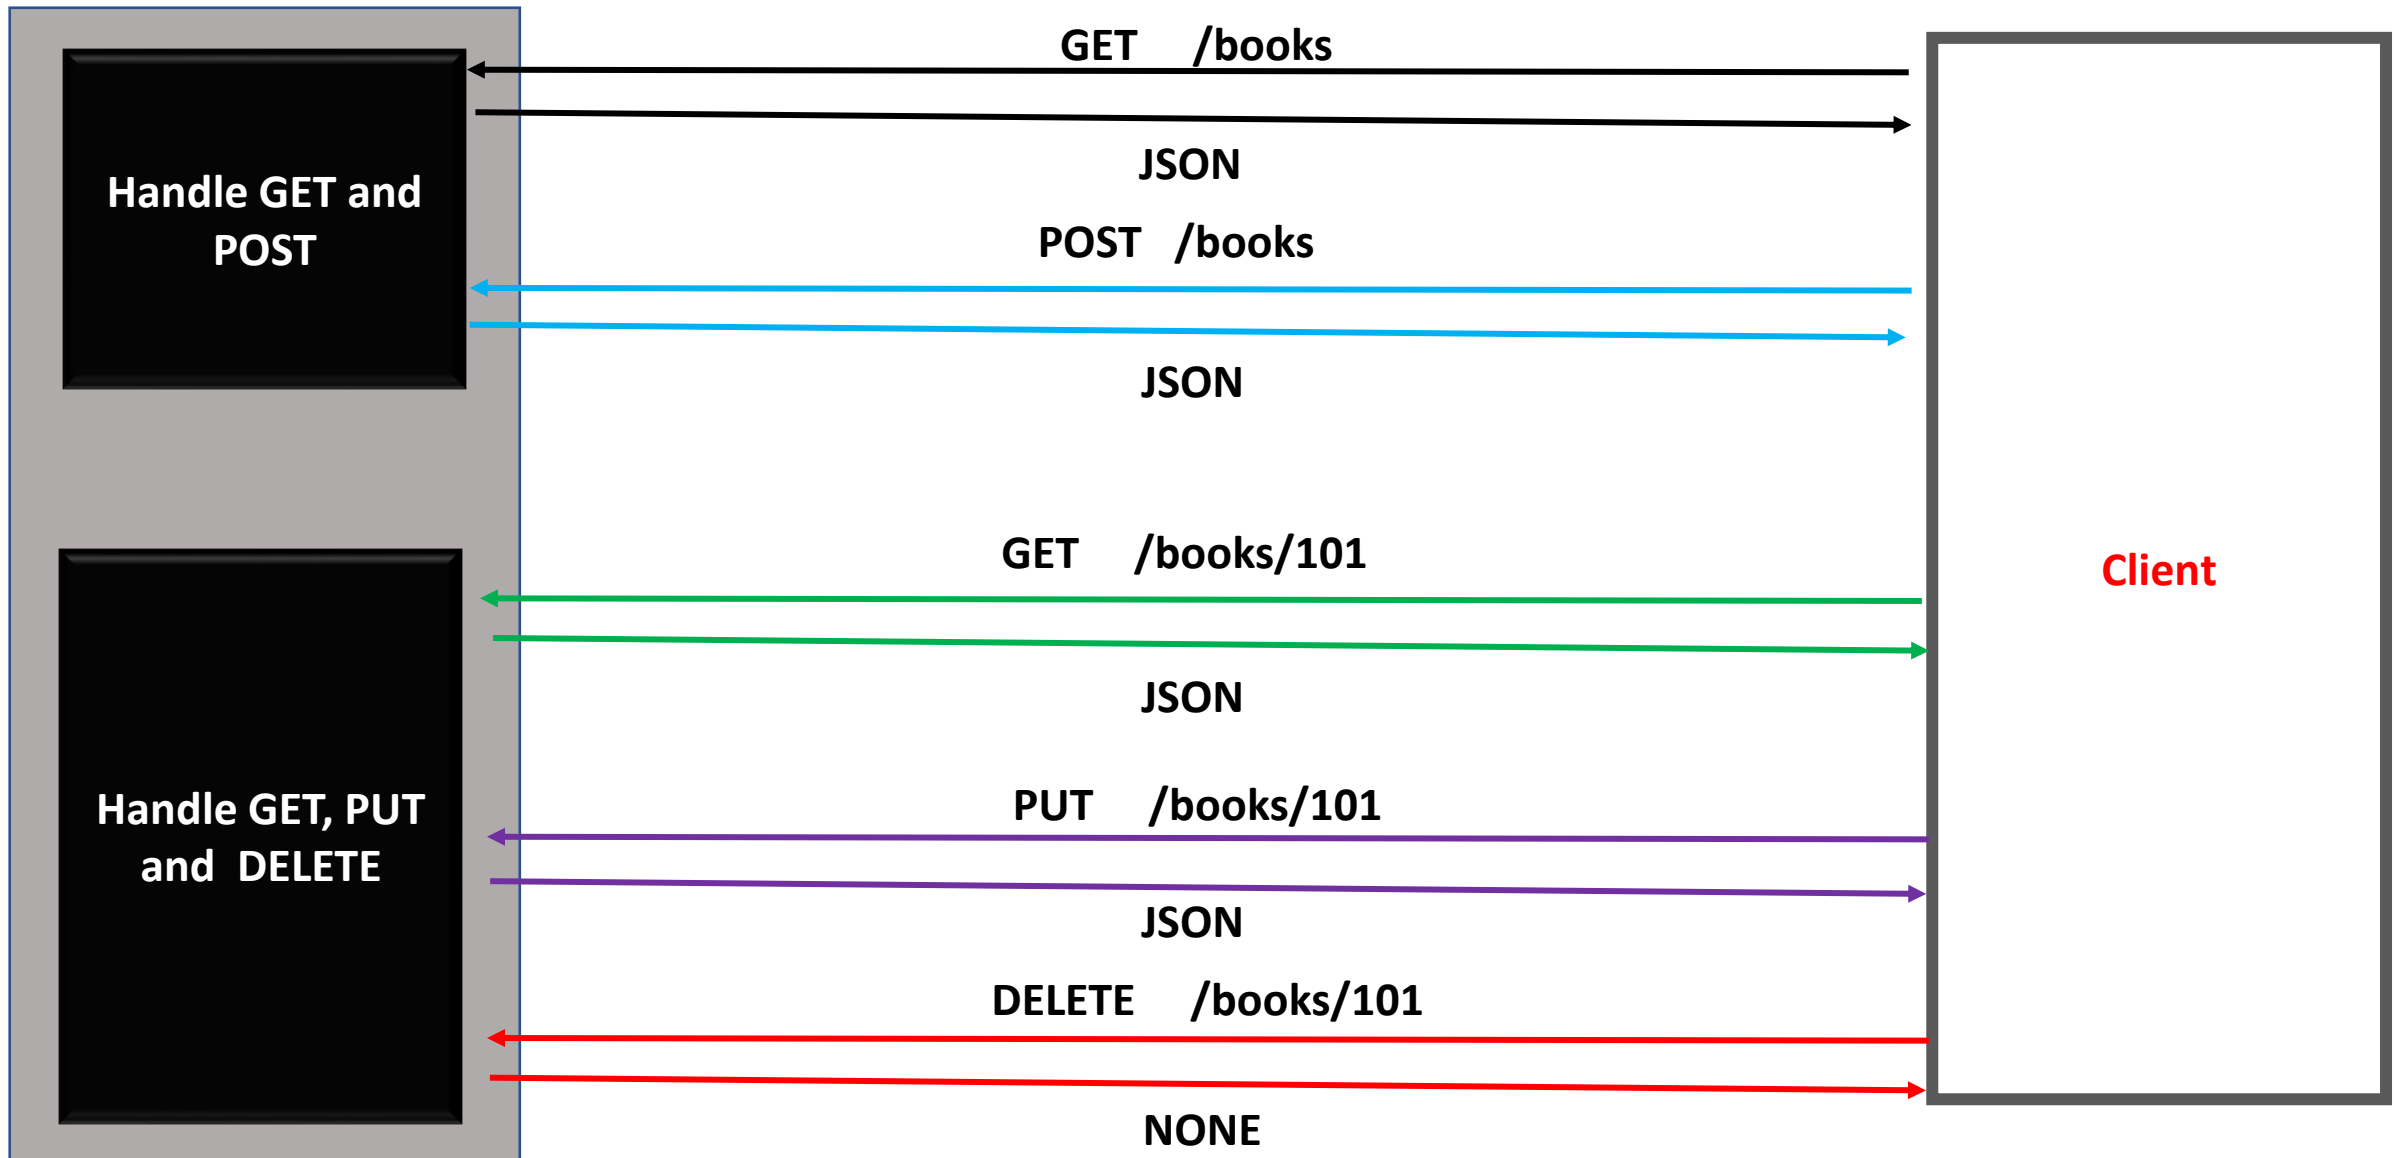 GET /books
JSON
Handle GET and
POST
POST /books
JSON
GET /books/101
JSON
Client
Handle GET, PUT
and DELETE
PUT /books/101
JSON
DELETE /books/101
NONE